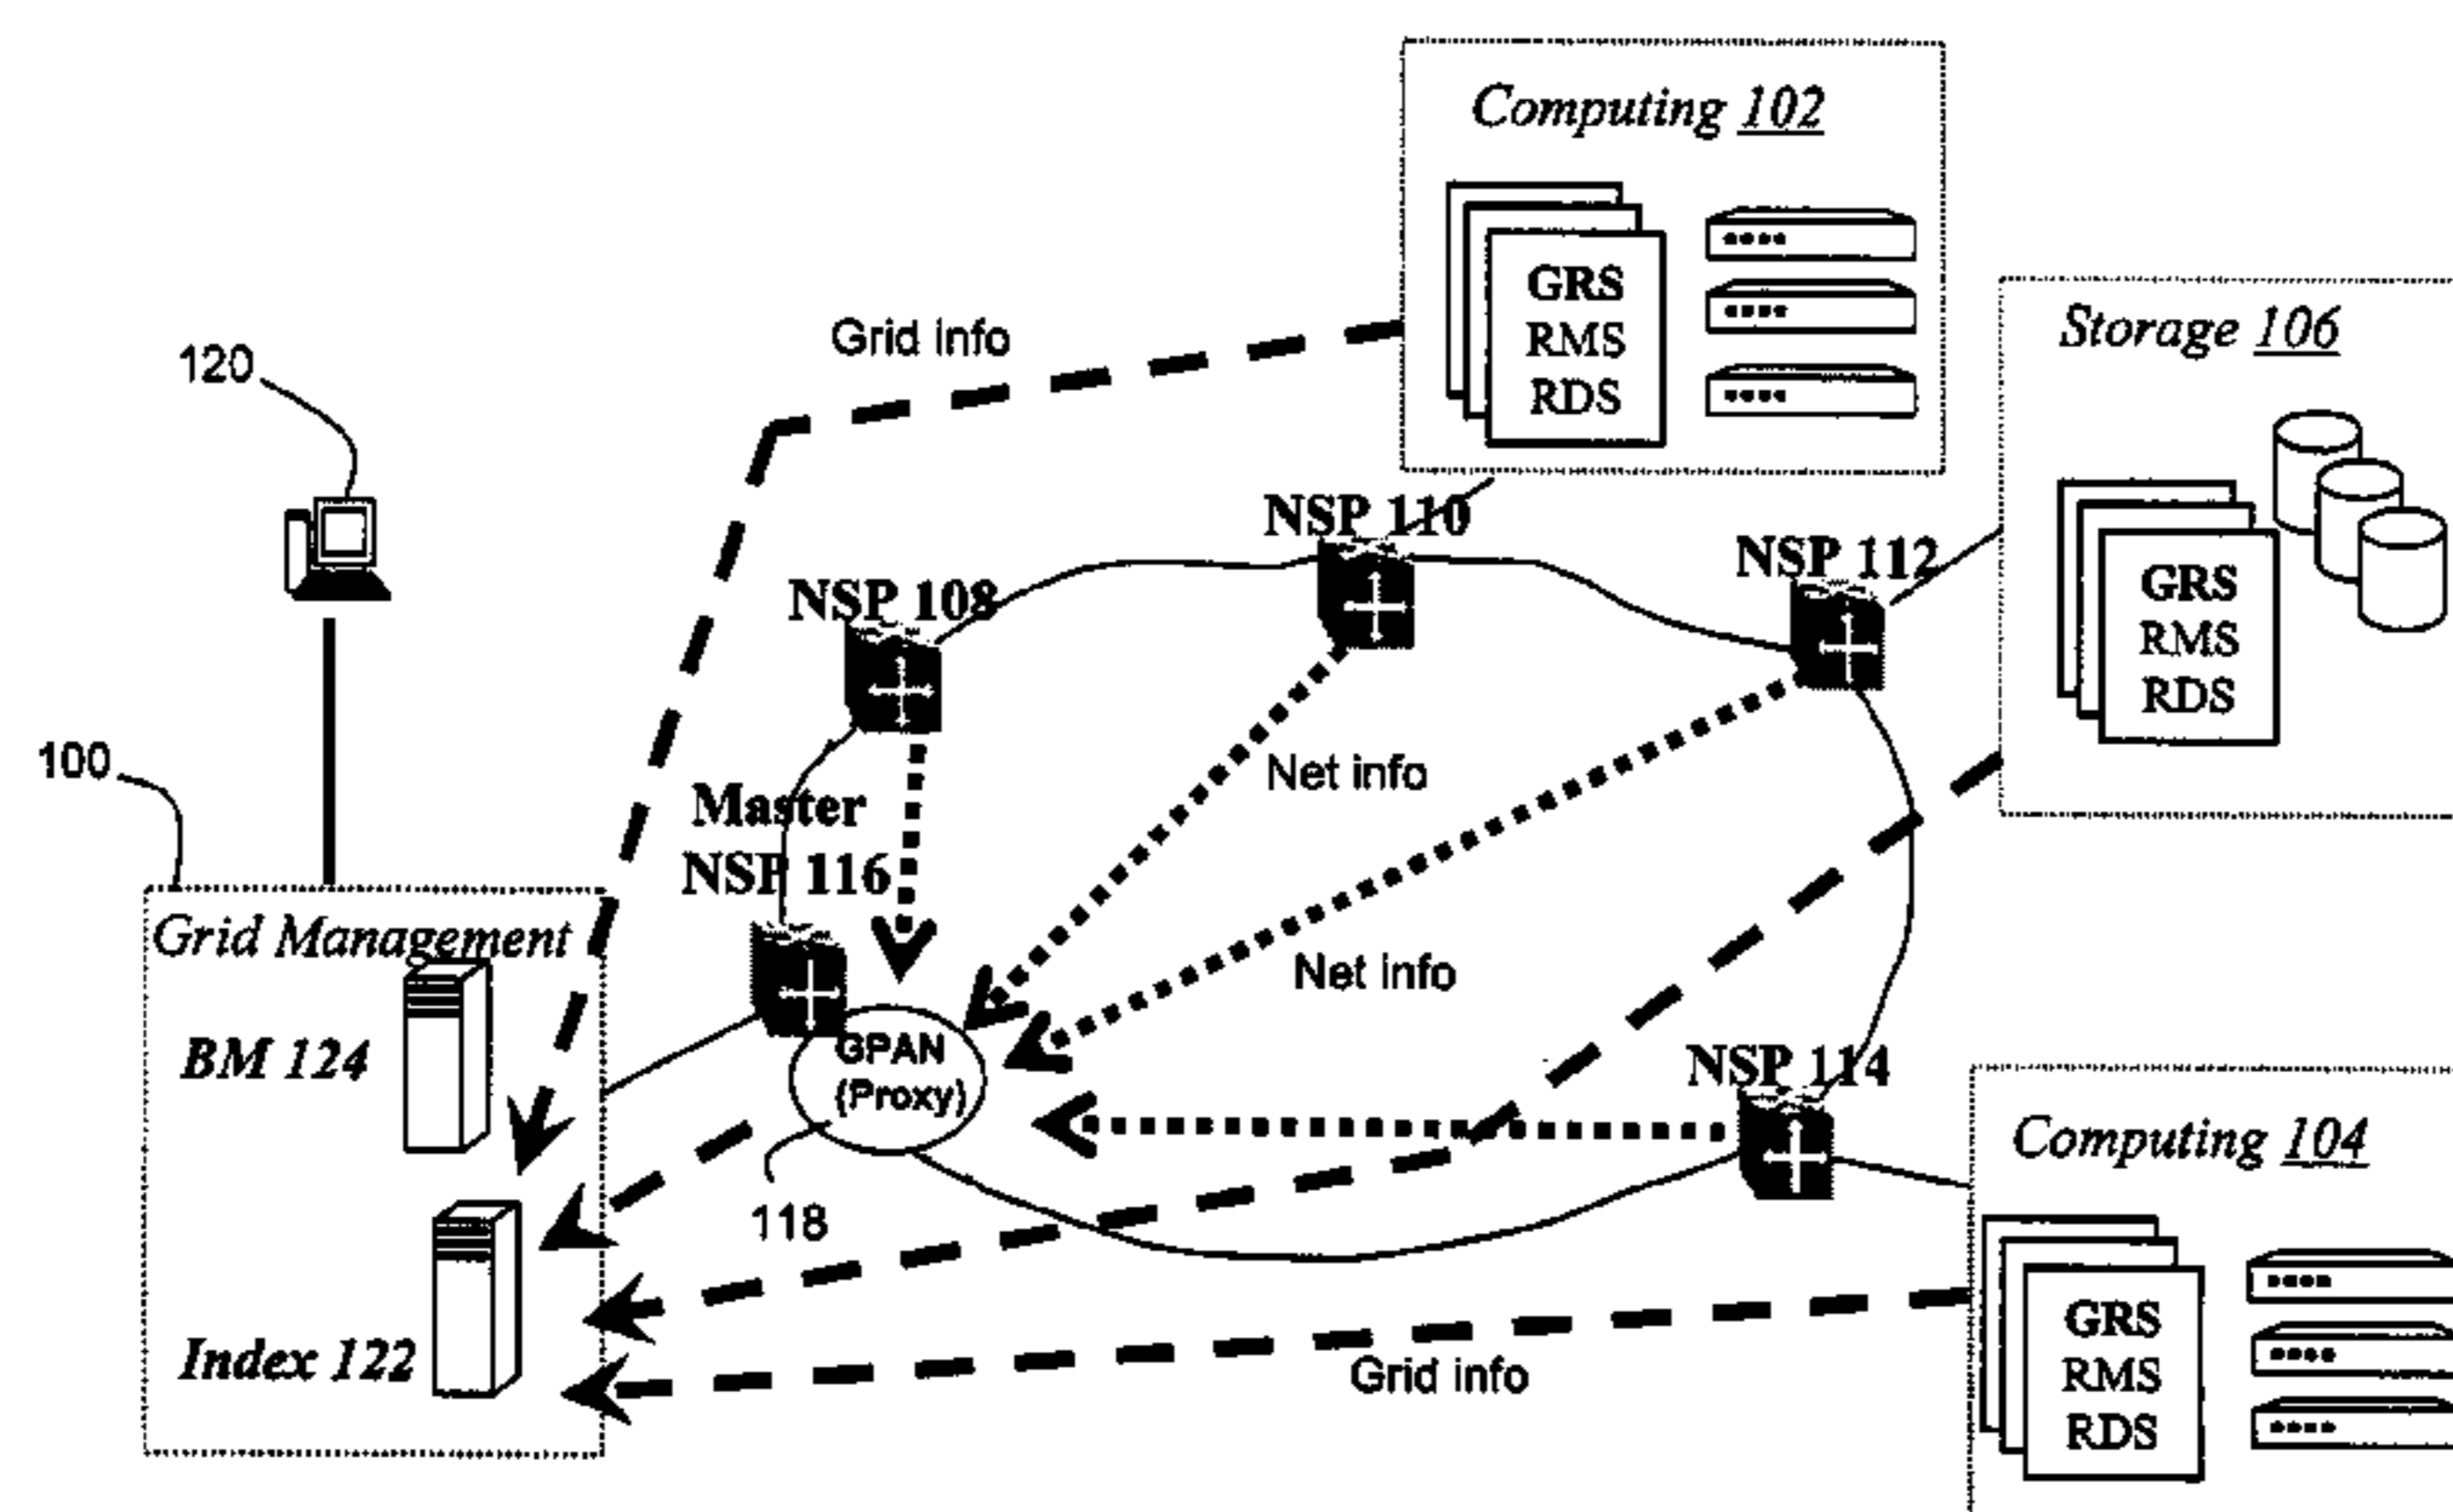 Computing 102
GRS
RMS
RDS
Storage 106
GRS
RMS
RDS
Grid info
120
NSP 110
NSP 112
NSP 108
100
Net info
Master
NSP 116
Grid Management
Net info
BM 124
GPAN
(Proxy)
NSP 114
Computing 104
118
Index 122
Grid info
GRS
RMS
RDS